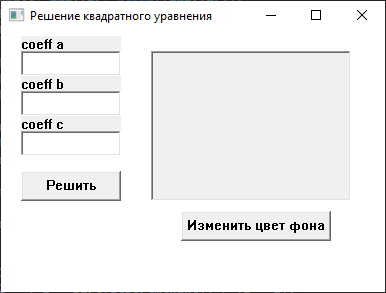 Решение квадратного уравнения
coeff a
coeff b
coeff c
Решить
Изменить цвет фона